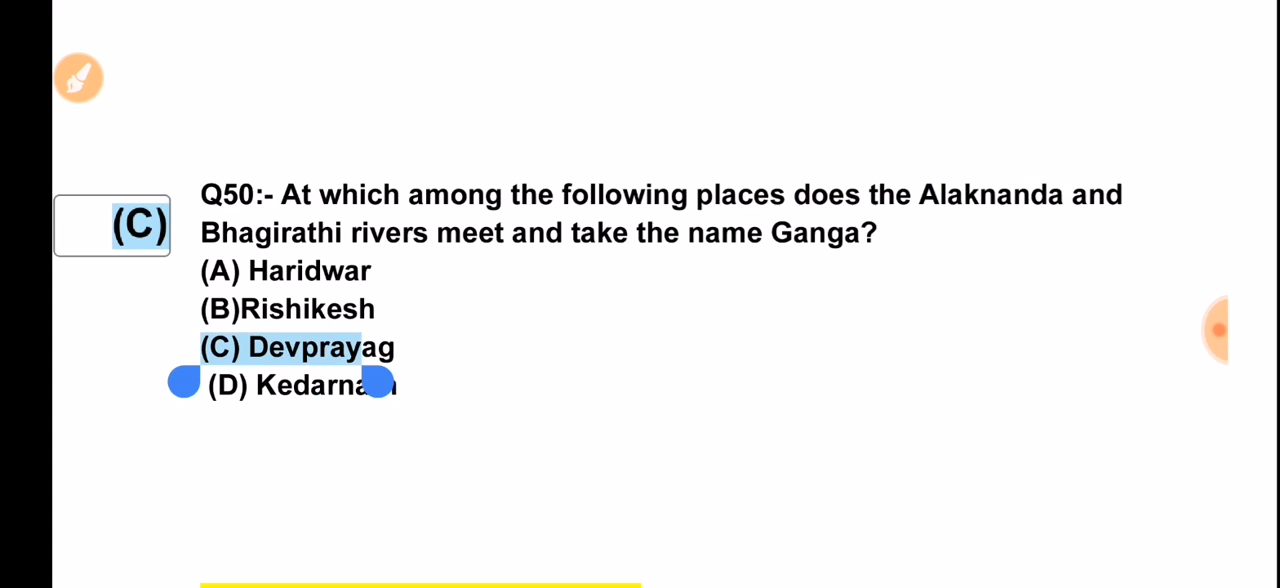 (C)
Q50:- At which among the following places does the Alaknanda and
Bhagirathi rivers meet and take the name Ganga?
(A) Haridwar
(B)Rishikesh
(C) Devprayag
(D)